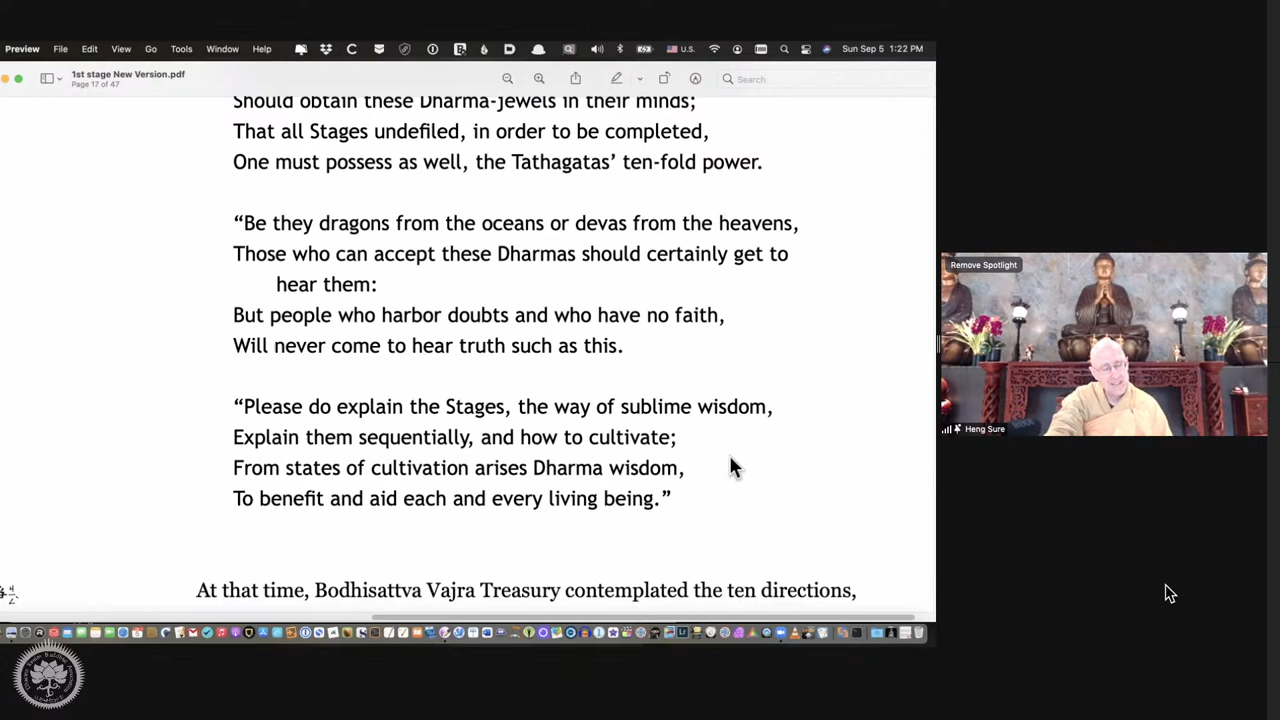 Preview File Edit View Go Tools Window Help U.S. Sun Sep 5 1:22 PM
1st stage New Version.pdf
Page 17 of 47
Search
Should obtain these Dharma-jewels in their minds;
That all Stages undefiled, in order to be completed,
One must possess as well, the Tathagatas’ ten-fold power.
“Be they dragons from the oceans or devas from the heavens,
Those who can accept these Dharmas should certainly get to
hear them:
But people who harbor doubts and who have no faith,
Will never come to hear truth such as this.
“Please do explain the Stages, the way of sublime wisdom,
Explain them sequentially, and how to cultivate;
From states of cultivation arises Dharma wisdom,
To benefit and aid each and every living being.”
At that time, Bodhisattva Vajra Treasury contemplated the ten directions,
Remove Spotlight
Heng Sure